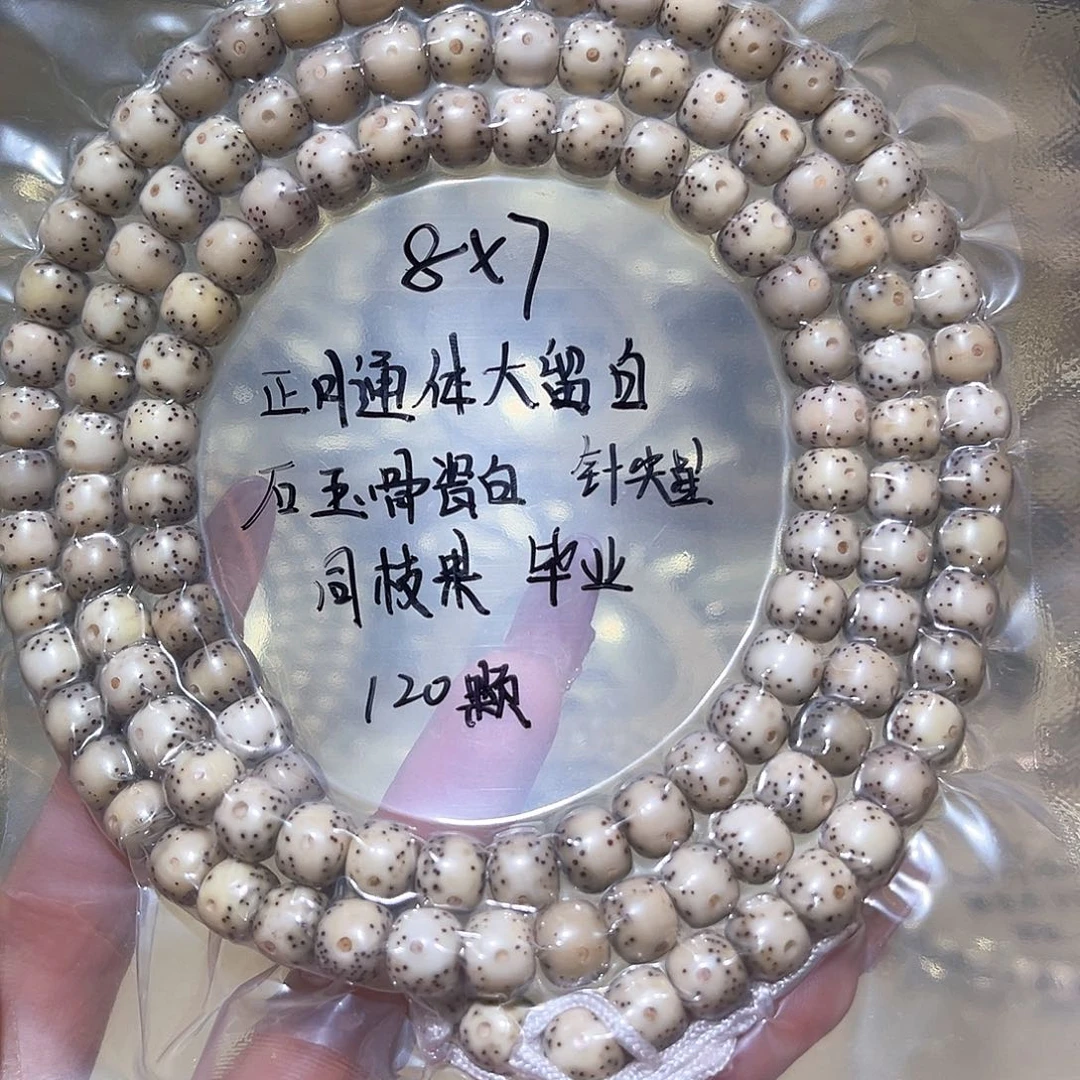 8x7
正月通体大留白
石玉骨瓷白 针尖星
同枝果 毕业
120颗